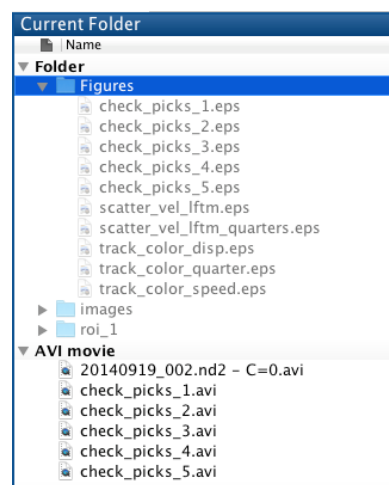 Current Folder
Name
Folder
Figures
check_picks_1.eps
check_picks_2.eps
check_picks_3.eps
check_picks_4.eps
check_picks_5.eps
scatter_vel_lftm.eps
scatter_vel_lftm_quarters.eps
track_color_disp.eps
track_color_quarter.eps
track_color_speed.eps
images
roi_1
AVI movie
20140919_002.nd2 - C=0.avi
check_picks_1.avi
check_picks_2.avi
check_picks_3.avi
check_picks_4.avi
check_picks_5.avi